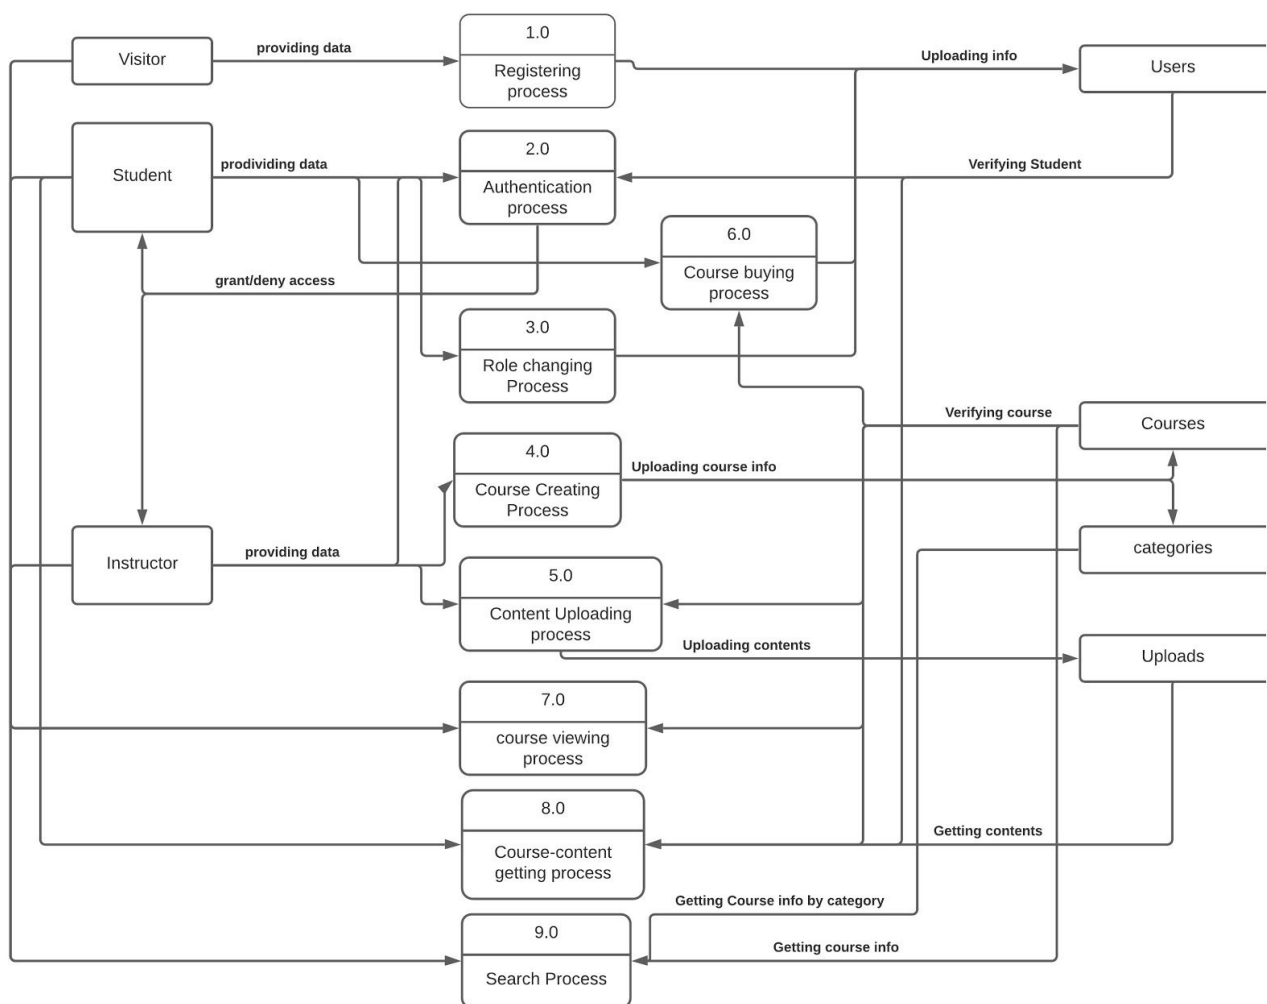 1.0
providing data
Visitor
Uploading info
Users
Registering
process
2.0
Student
prodividing data
Verifying Student
Authentication
process
6.0
Course buying
process
grant/deny access
3.0
Role changing
Process
Verifying course
Courses
4.0
Uploading course info
Course Creating
Process
providing data
Instructor
categories
5.0
Content Uploading
process
Uploading contents
Uploads
7.0
course viewing
process
8.0
Getting contents
Course-content
getting process
Getting Course info by category
9.0
Getting course info
Search Process